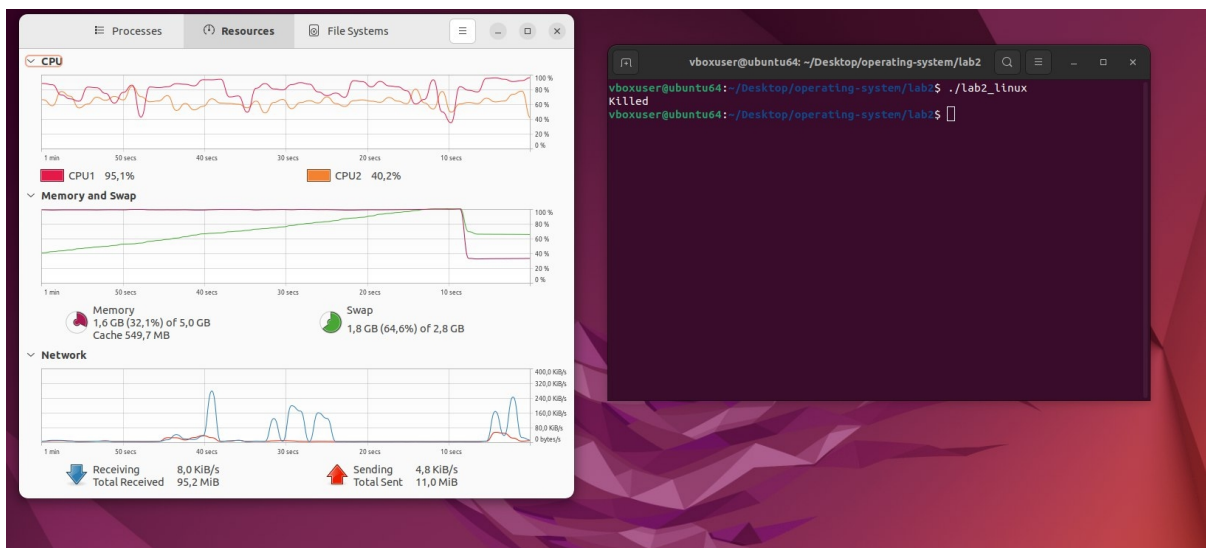 Processes Resources File Systems
CPU
100 %
80 %
60 %
40 %
20 %
0 %
1 min 50 secs 40 secs 30 secs 20 secs 10 secs
CPU1 95,1% CPU2 40,2%
Memory and Swap
100 %
80 %
60 %
40 %
20 %
0 %
1 min 50 secs 40 secs 30 secs 20 secs 10 secs
Memory
1,6 GB (32,1%) of 5,0 GB
Cache 549,7 MB
Swap
1,8 GB (64,6%) of 2,8 GB
Network
400,0 KiB/s
320,0 KiB/s
240,0 KiB/s
160,0 KiB/s
80,0 KiB/s
0 bytes/s
1 min 50 secs 40 secs 30 secs 20 secs 10 secs
Receiving 8,0 KiB/s
Total Received 95,2 MiB
Sending 4,8 KiB/s
Total Sent 11,0 MiB
vboxuser@ubuntu64: ~/Desktop/operating-system/lab2
vboxuser@ubuntu64:~/Desktop/operating-system/lab2$ ./lab2_linux
Killed
vboxuser@ubuntu64:~/Desktop/operating-system/lab2$